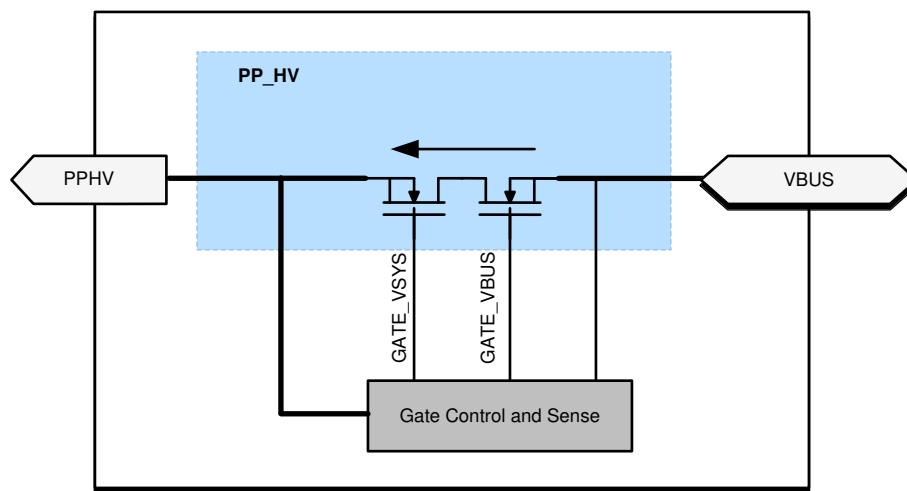 PP_HV
PPHV
VBUS
GATE_VSYS
GATE_VBUS
Gate Control and Sense